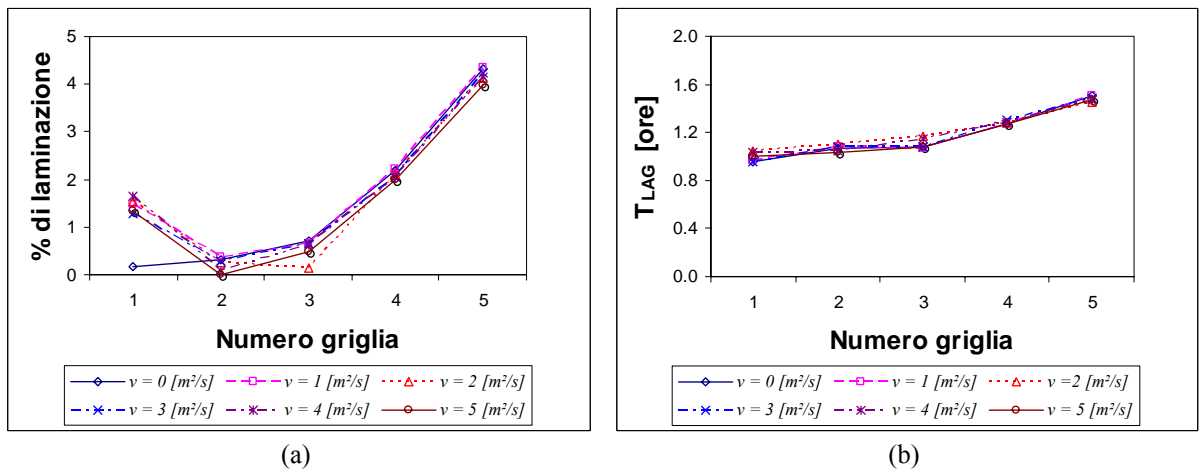 5
4
3
2
1
0
% di laminazione
1 2 3 4 5
Numero griglia
v = 0 [m²/s] v = 1 [m²/s] v = 2 [m²/s]
v = 3 [m²/s] v = 4 [m²/s] v = 5 [m²/s]
(a)
2.0
1.6
1.2
0.8
0.4
0.0
TLAG [ore]
1 2 3 4 5
Numero griglia
v = 0 [m²/s] v = 1 [m²/s] v =2 [m²/s]
v = 3 [m²/s] v = 4 [m²/s] v = 5 [m²/s]
(b)